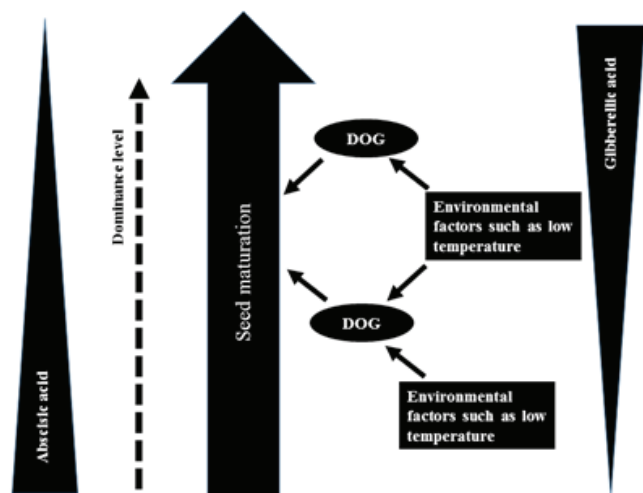 Abscisic acid
Dominance level
Seed maturation
DOG
Environmental
factors such as low
temperature
DOG
Environmental
factors such as low
temperature
Gibberellic acid